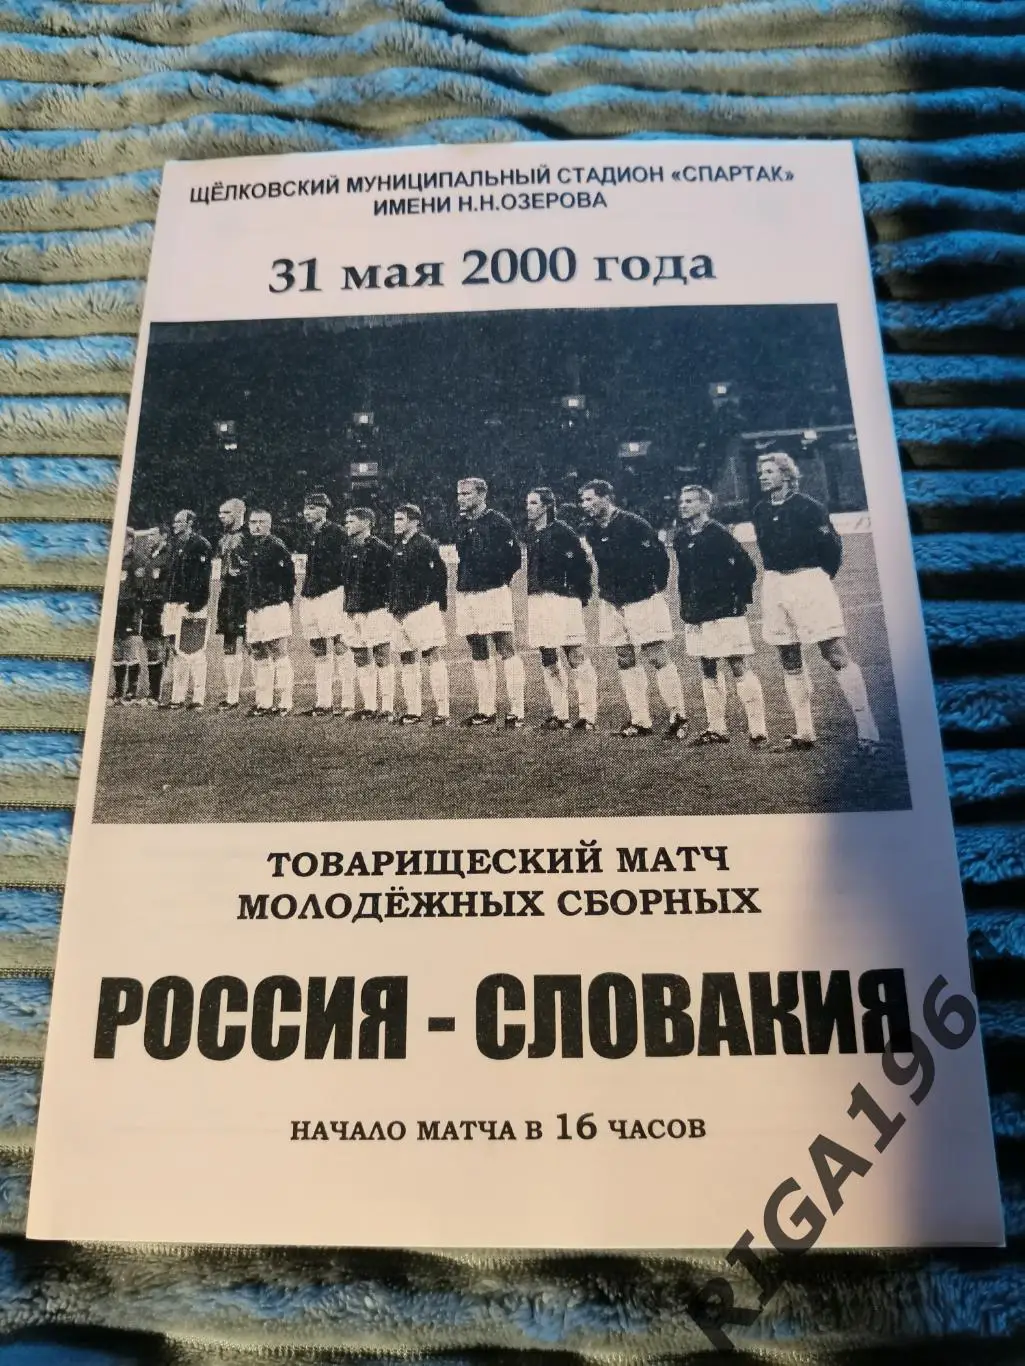 ЩЁЛКОВСКИЙ МУНИЦИПАЛЬНЫЙ СТАДИОН «СПАРТАК»
ИМЕНИ Н.Н.ОЗЕРОВА
31 мая 2000 года
ТОВАРИЩЕСКИЙ МАТЧ
МОЛОДЁЖНЫХ СБОРНЫХ
РОССИЯ - СЛОВАКИЯ
НАЧАЛО МАТЧА В 16 ЧАСОВ